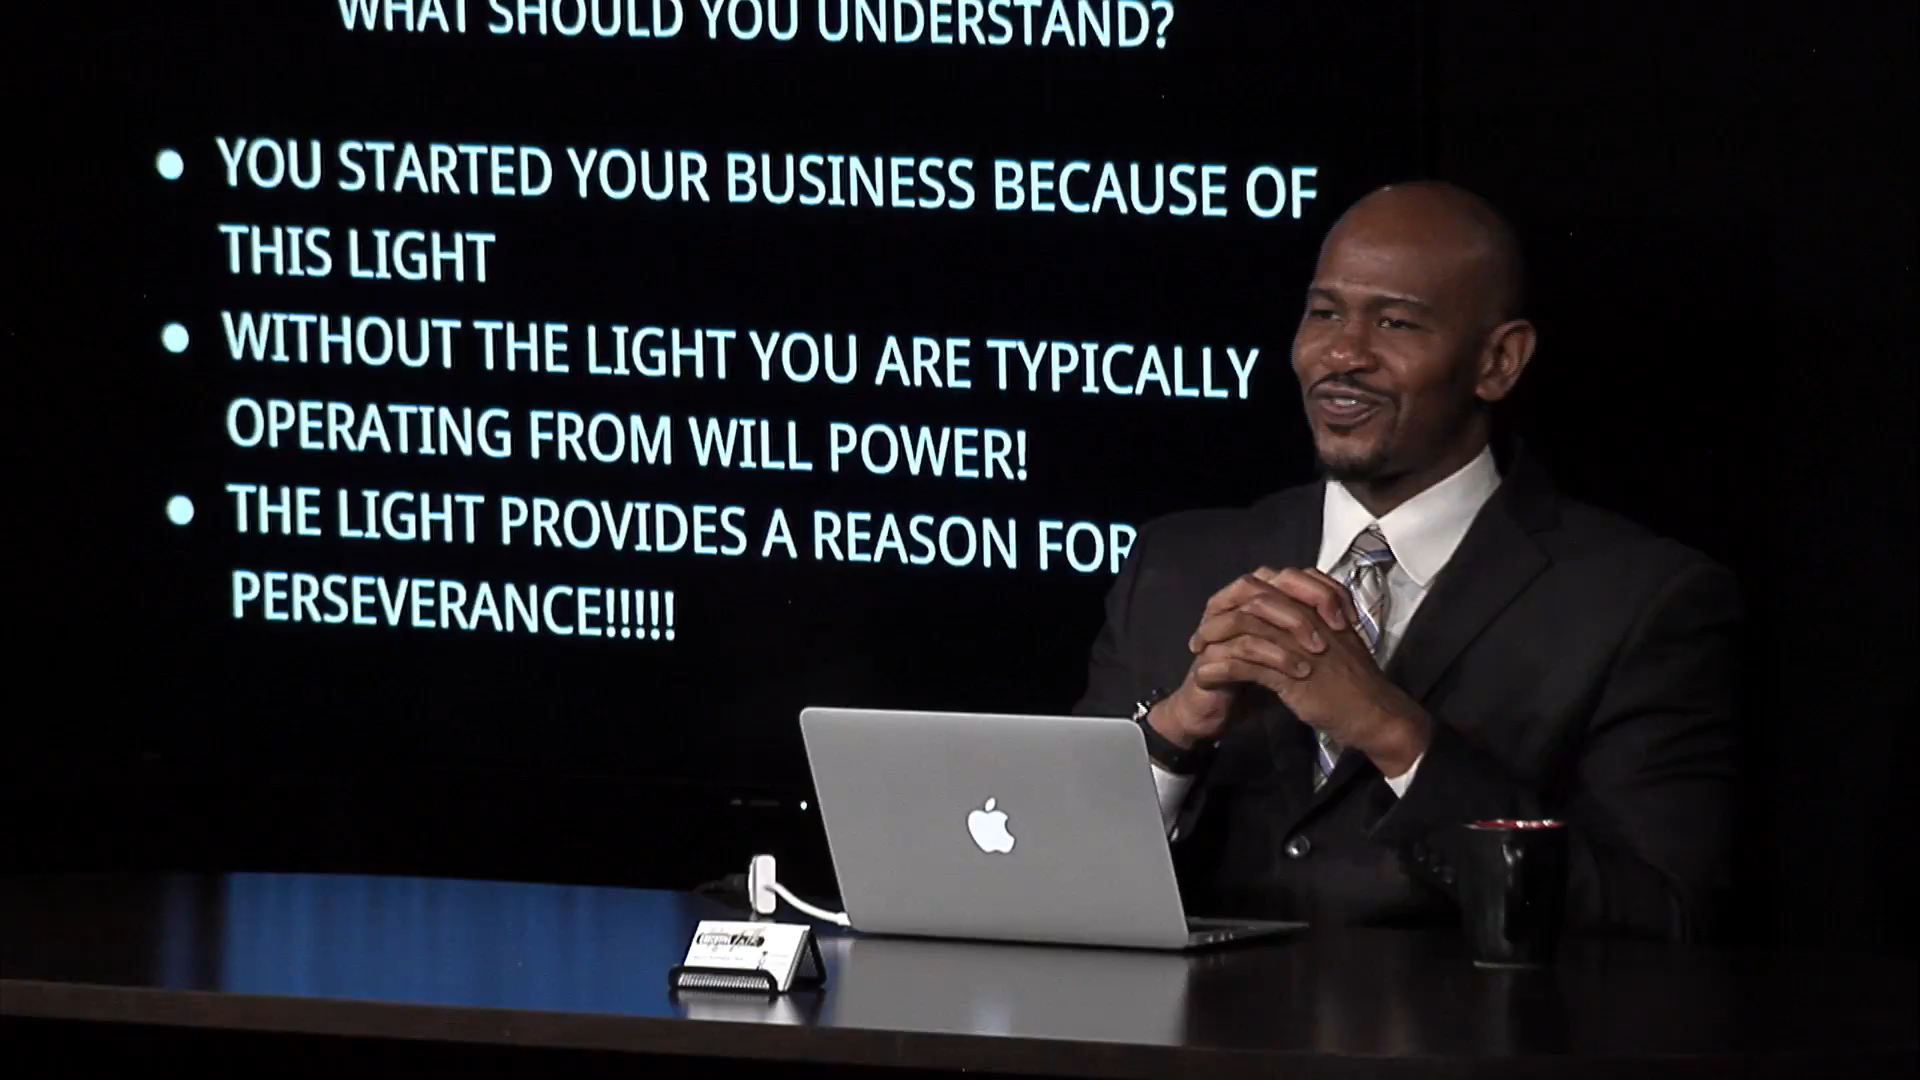 WHAT SHOULD YOU UNDERSTAND?
• YOU STARTED YOUR BUSINESS BECAUSE OF
THIS LIGHT
• WITHOUT THE LIGHT YOU ARE TYPICALLY
OPERATING FROM WILL POWER!
• THE LIGHT PROVIDES A REASON FOR
PERSEVERANCE!!!!!